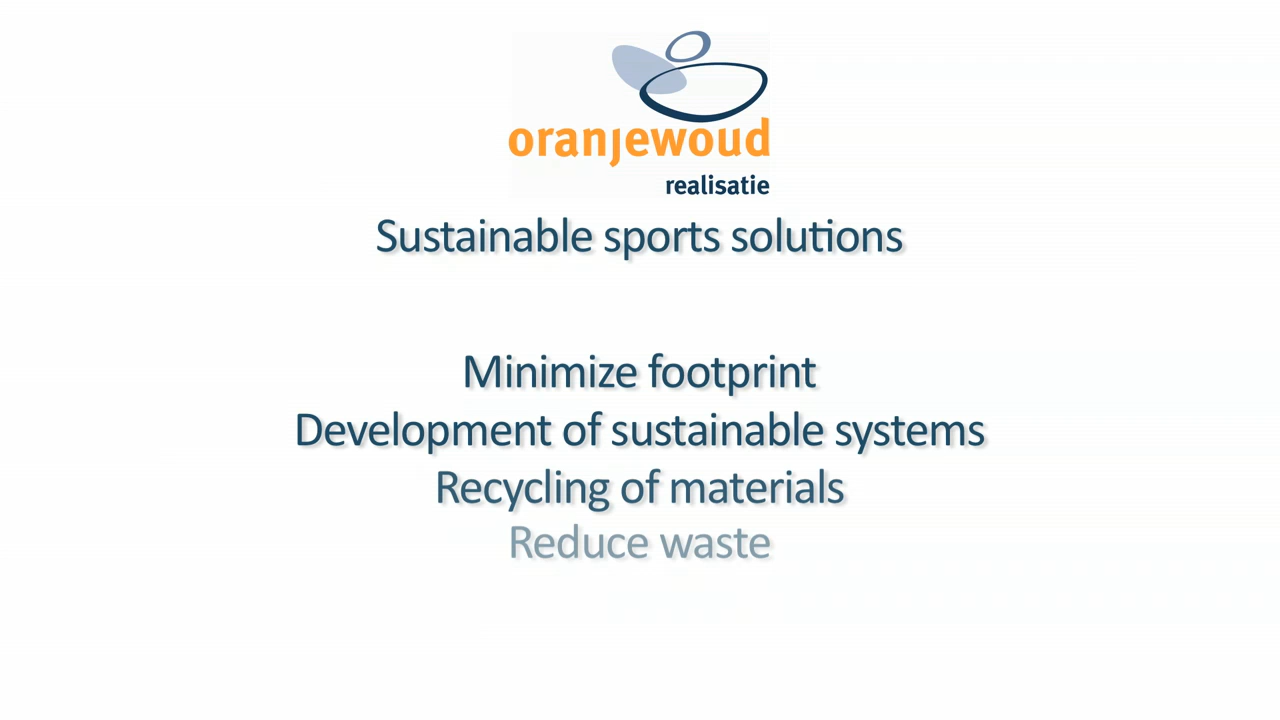 oranjewoud
realisatie
Sustainable sports solutions
Minimize footprint
Development of sustainable systems
Recycling of materials
Reduce waste